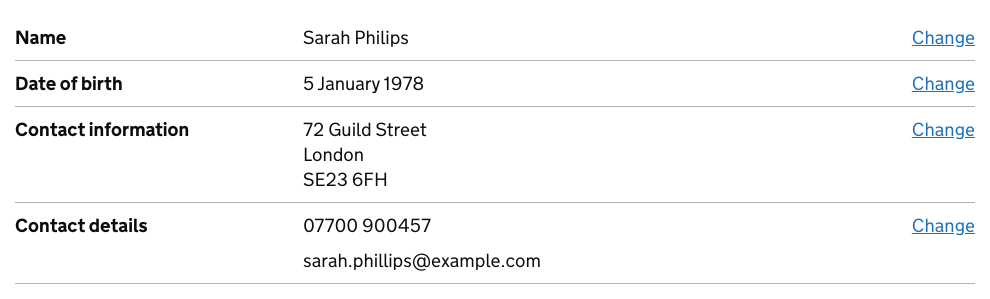 Name Sarah Philips Change
Date of birth 5 January 1978 Change
Contact information 72 Guild Street Change
London
SE23 6FH
Contact details 07700 900457 Change
sarah.phillips@example.com